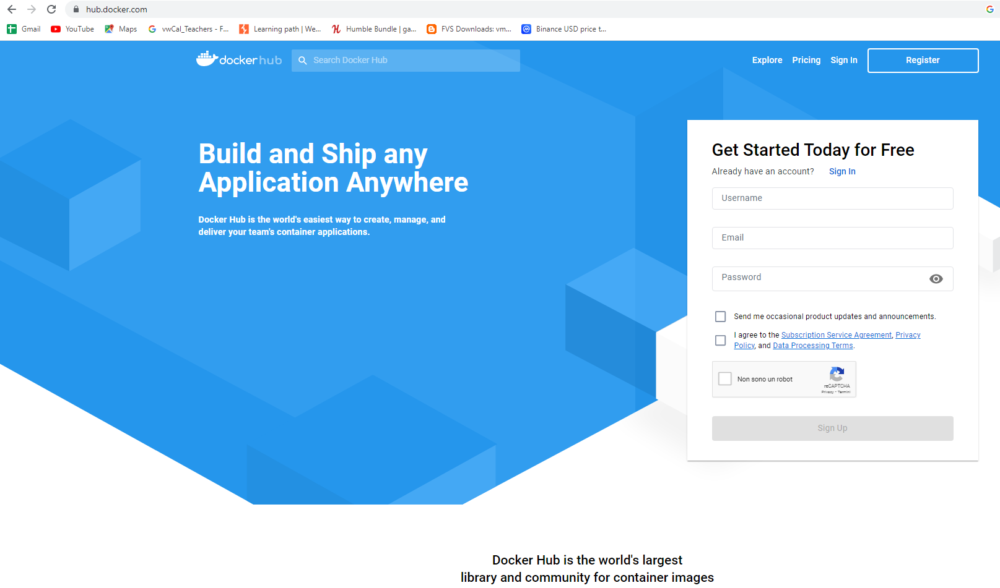 hub.docker.com
Gmail YouTube Maps vwCal_Teachers - F... Learning path | We... Humble Bundle | ga... FVS Downloads: vm... Binance USD price t...
docker hub Search Docker Hub Explore Pricing Sign In Register
Build and Ship any
Application Anywhere
Docker Hub is the world's easiest way to create, manage, and
deliver your team's container applications.
Get Started Today for Free
Already have an account? Sign In
Username
Email
Password
Send me occasional product updates and announcements.
I agree to the Subscription Service Agreement, Privacy
Policy, and Data Processing Terms.
Non sono un robot
reCAPTCHA
Privacy - Termini
Sign Up
Docker Hub is the world's largest
library and community for container images